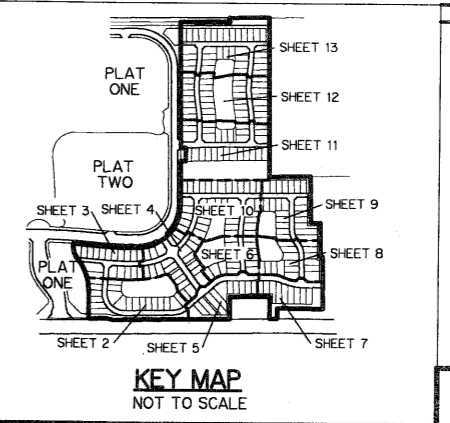 SHEET 13
PLAT
ONE
SHEET 12
SHEET 11
PLAT
TWO
SHEET 3
SHEET 4
SHEET 10
SHEET 9
SHEET 6
SHEET 8
PLAT
ONE
SHEET 2
SHEET 5
SHEET 7
KEY MAP
NOT TO SCALE